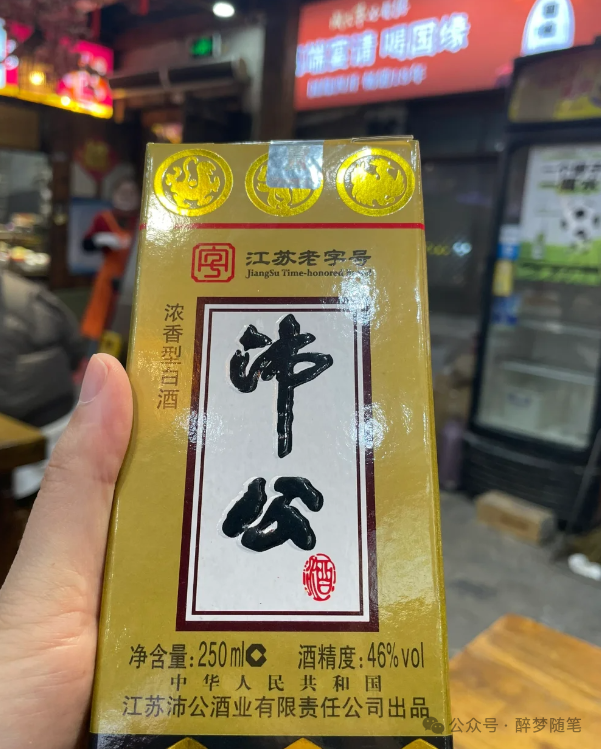 江苏老字号
JiangSu Time-honored Brand
浓香型白酒
沛公
酒
净含量:250ml 酒精度:46%vol
中华人民共和国
江苏沛公酒业有限责任公司出品
公众号·醉梦随笔